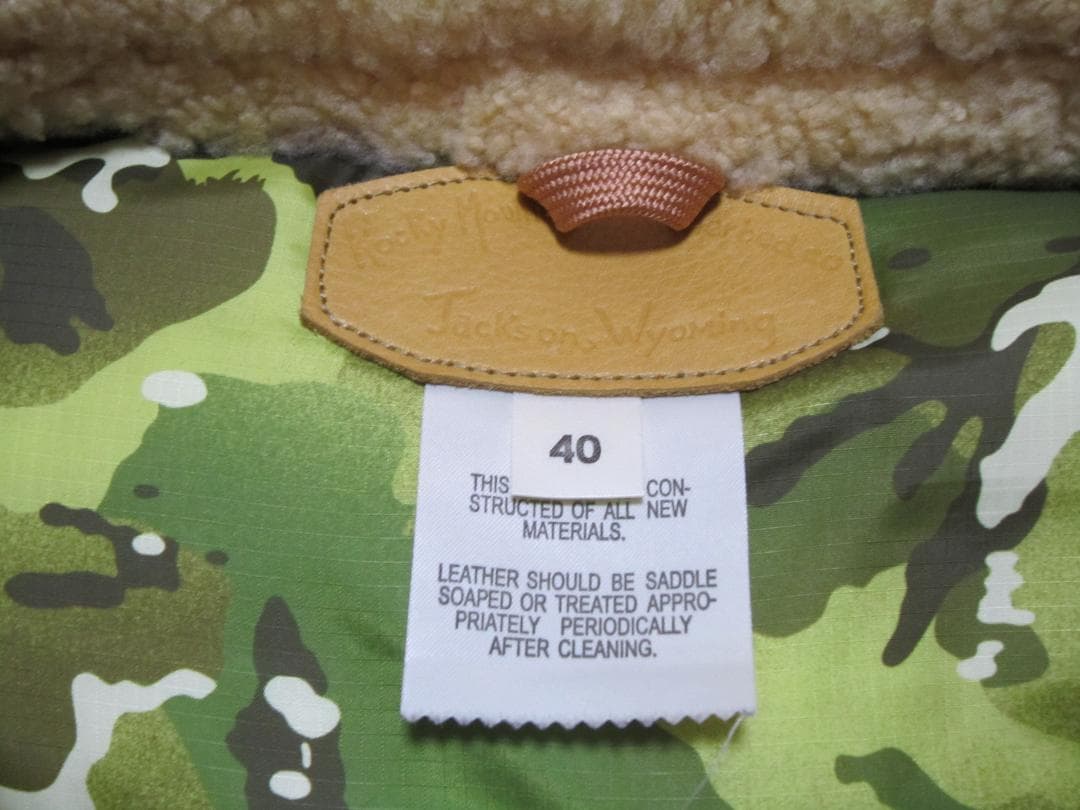 Rocky Moun
Jackson, Wyoming
40
THIS CON-
STRUCTED OF ALL NEW
MATERIALS.
LEATHER SHOULD BE SADDLE
SOAPED OR TREATED APPRO-
PRIATELY PERIODICALLY
AFTER CLEANING.